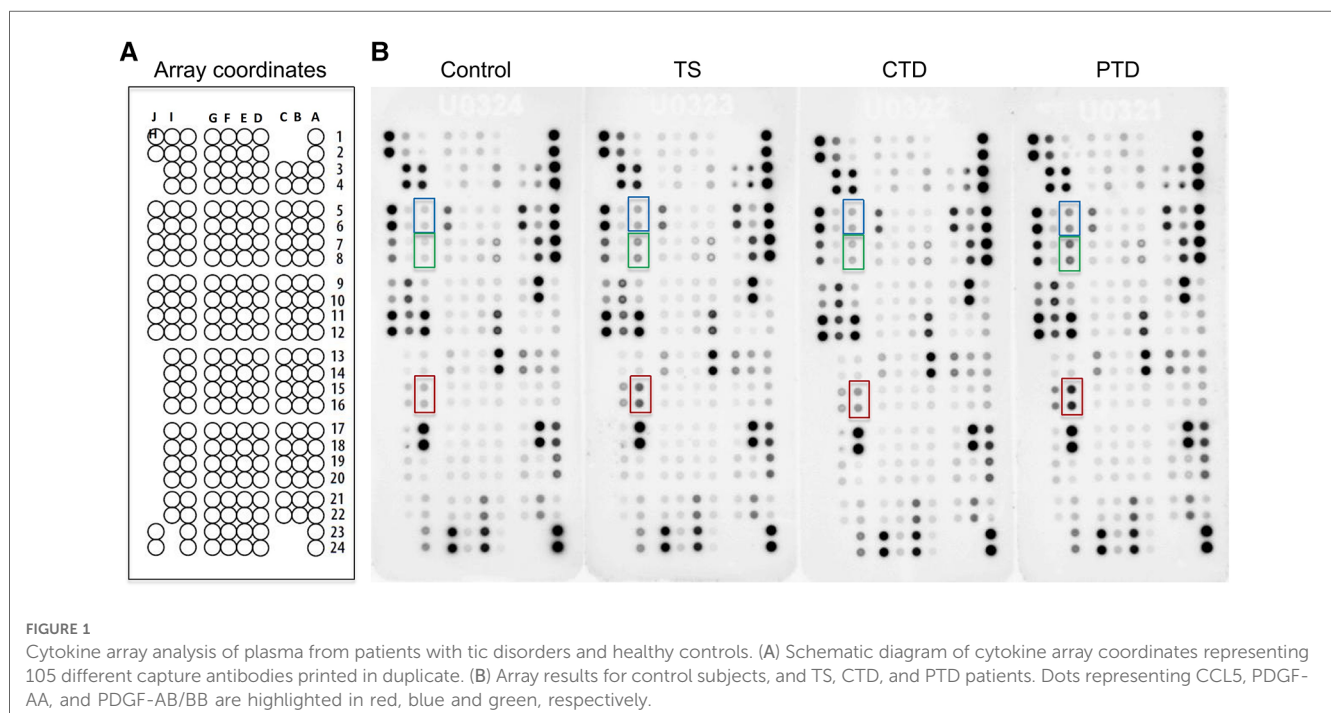 A
B
Array coordinates
Control
TS
CTD
PTD
J I G F E D C B A
H
U0324
U0323
U0322
U0321
1
2
3
4
5
6
7
8
9
10
11
12
13
14
15
16
17
18
19
20
21
22
23
24
FIGURE 1
Cytokine array analysis of plasma from patients with tic disorders and healthy controls. (A) Schematic diagram of cytokine array coordinates representing
105 different capture antibodies printed in duplicate. (B) Array results for control subjects, and TS, CTD, and PTD patients. Dots representing CCL5, PDGF-
AA, and PDGF-AB/BB are highlighted in red, blue and green, respectively.